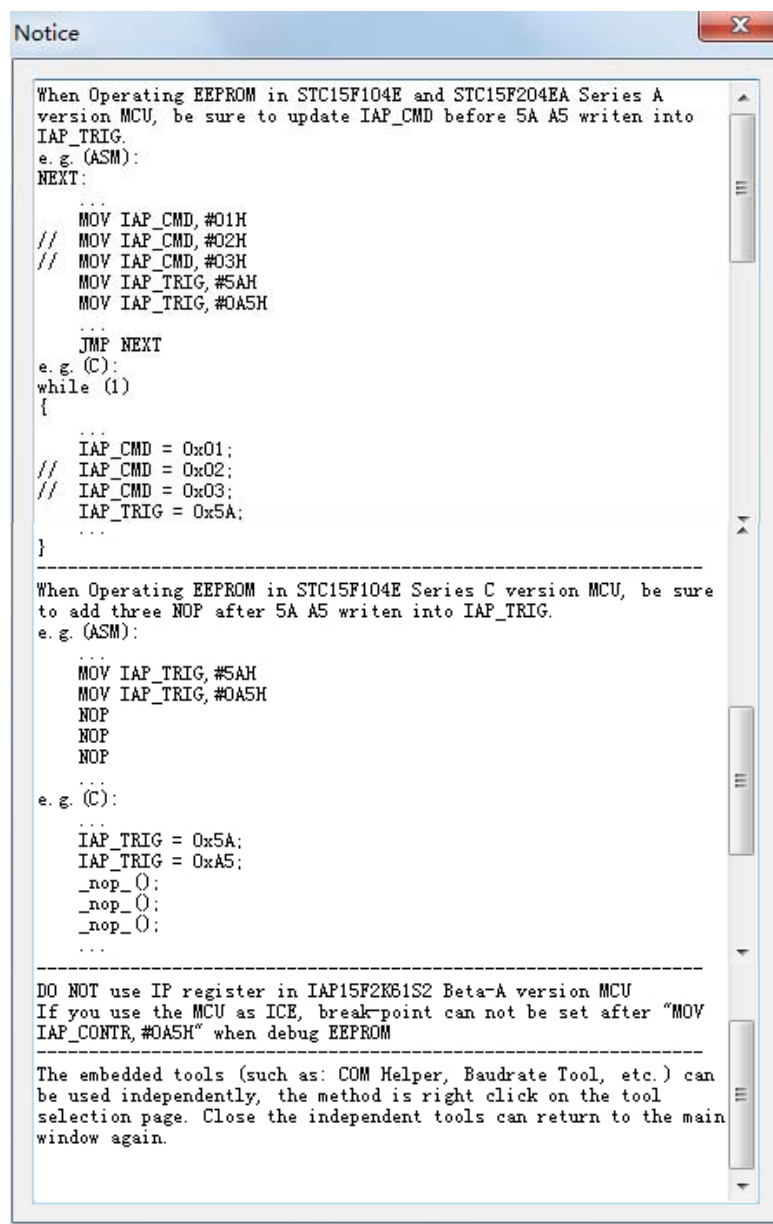 Notice
When Operating EEPROM in STC15F104E and STC15F204EA Series A
version MCU, be sure to update IAP_CMD before 5A A5 writen into
IAP_TRIG.
e.g.(ASM):
NEXT:
...
MOV IAP_CMD,#01H
// MOV IAP_CMD,#02H
// MOV IAP_CMD,#03H
MOV IAP_TRIG,#5AH
MOV IAP_TRIG,#0A5H
...
JMP NEXT
e.g.(C):
while (1)
{
...
IAP_CMD = 0x01;
// IAP_CMD = 0x02;
// IAP_CMD = 0x03;
IAP_TRIG = 0x5A;
...
}
----------------------------------------------------------------
When Operating EEPROM in STC15F104E Series C version MCU, be sure
to add three NOP after 5A A5 writen into IAP_TRIG.
e.g.(ASM):
...
MOV IAP_TRIG,#5AH
MOV IAP_TRIG,#0A5H
NOP
NOP
NOP
...
e.g.(C):
...
IAP_TRIG = 0x5A;
IAP_TRIG = 0xA5;
_nop_();
_nop_();
_nop_();
...
----------------------------------------------------------------
DO NOT use IP register in IAP15F2K61S2 Beta-A version MCU
If you use the MCU as ICE, break-point can not be set after "MOV
IAP_CONTR,#0A5H" when debug EEPROM
----------------------------------------------------------------
The embedded tools (such as: COM Helper, Baudrate Tool, etc.) can
be used independently, the method is right click on the tool
selection page. Close the independent tools can return to the main
window again.